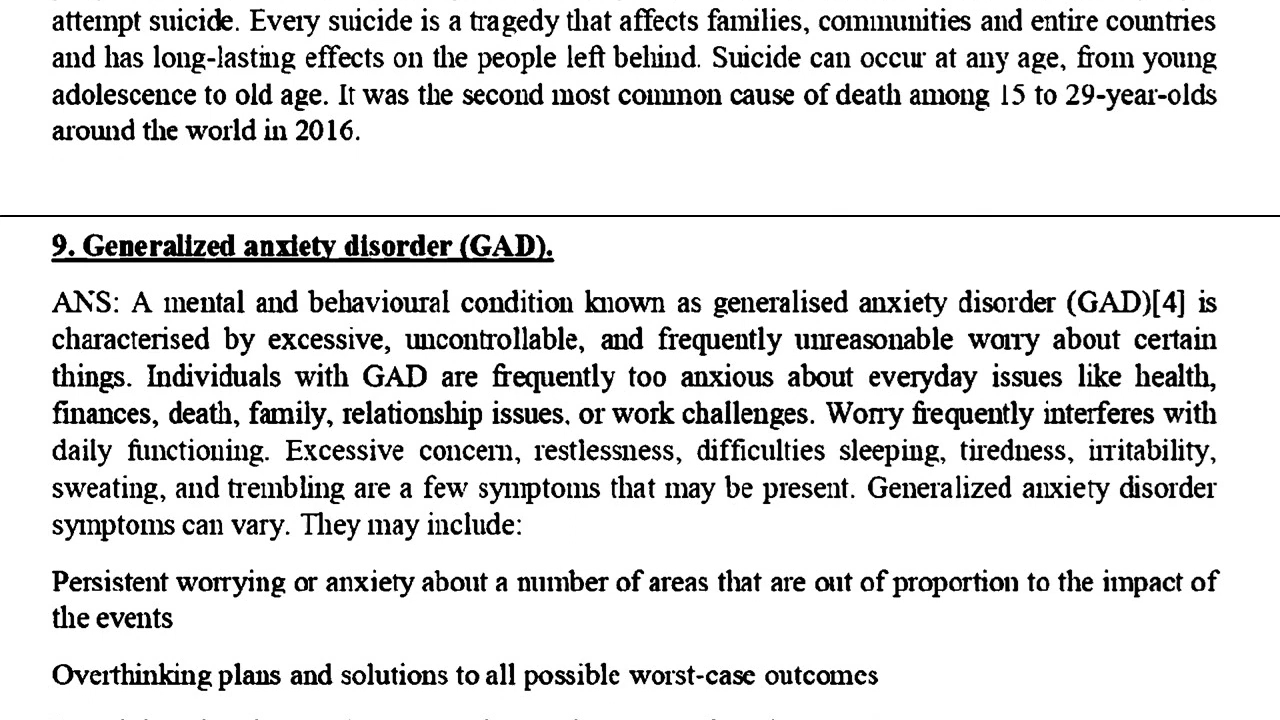 attempt suicide. Every suicide is a tragedy that affects families, communities and entire countries
and has long-lasting effects on the people left behind. Suicide can occur at any age, from young
adolescence to old age. It was the second most common cause of death among 15 to 29-year-olds
around the world in 2016.
9. Generalized anxiety disorder (GAD).
ANS: A mental and behavioural condition known as generalised anxiety disorder (GAD)[4] is
characterised by excessive, uncontrollable, and frequently unreasonable worry about certain
things. Individuals with GAD are frequently too anxious about everyday issues like health,
finances, death, family, relationship issues, or work challenges. Worry frequently interferes with
daily functioning. Excessive concern, restlessness, difficulties sleeping, tiredness, irritability,
sweating, and trembling are a few symptoms that may be present. Generalized anxiety disorder
symptoms can vary. They may include:
Persistent worrying or anxiety about a number of areas that are out of proportion to the impact of
the events
Overthinking plans and solutions to all possible worst-case outcomes